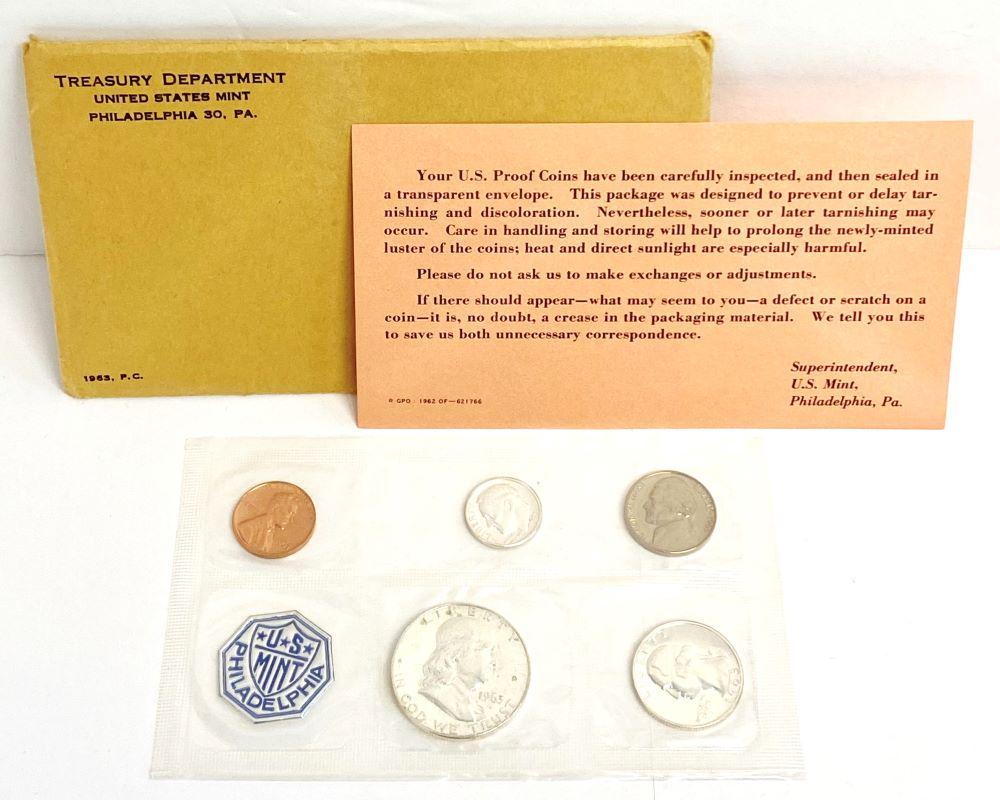 TREASURY DEPARTMENT
UNITED STATES MINT
PHILADELPHIA 30, PA.
1963, P.C.
Your U.S. Proof Coins have been carefully inspected, and then sealed in
a transparent envelope. This package was designed to prevent or delay tar-
nishing and discoloration. Nevertheless, sooner or later tarnishing may
occur. Care in handling and storing will help to prolong the newly-minted
luster of the coins; heat and direct sunlight are especially harmful.
Please do not ask us to make exchanges or adjustments.
If there should appear—what may seem to you—a defect or scratch on a
coin—it is, no doubt, a crease in the packaging material. We tell you this
to save us both unnecessary correspondence.
Superintendent,
U.S. Mint,
Philadelphia, Pa.
GPO : 1962 OF—621766
U★S
MINT
PHILADELPHIA
LIBERTY
1963
IN GOD WE TRUST